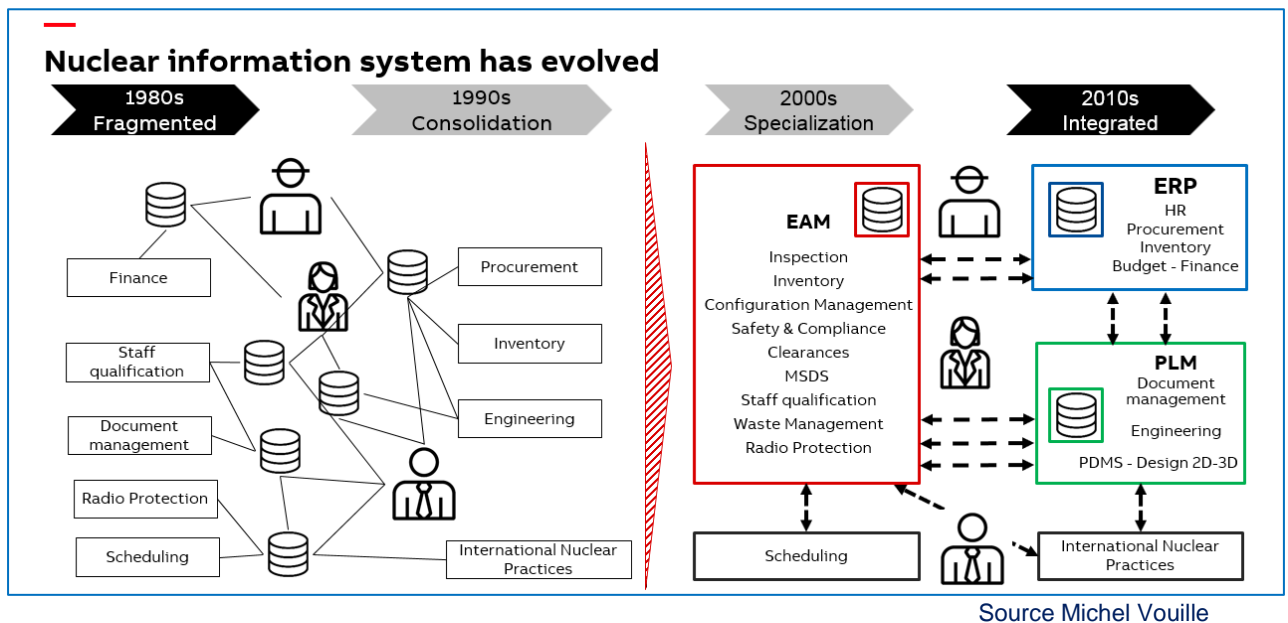 Nuclear information system has evolved
1980s
Fragmented
1990s
Consolidation
2000s
Specialization
2010s
Integrated
Finance
Staff
qualification
Document
management
Radio Protection
Scheduling
Procurement
Inventory
Engineering
International Nuclear
Practices
EAM
Inspection
Inventory
Configuration Management
Safety & Compliance
Clearances
MSDS
Staff qualification
Waste Management
Radio Protection
Scheduling
ERP
HR
Procurement
Inventory
Budget - Finance
PLM
Document
management
Engineering
PDMS - Design 2D-3D
International Nuclear
Practices
Source Michel Vouille